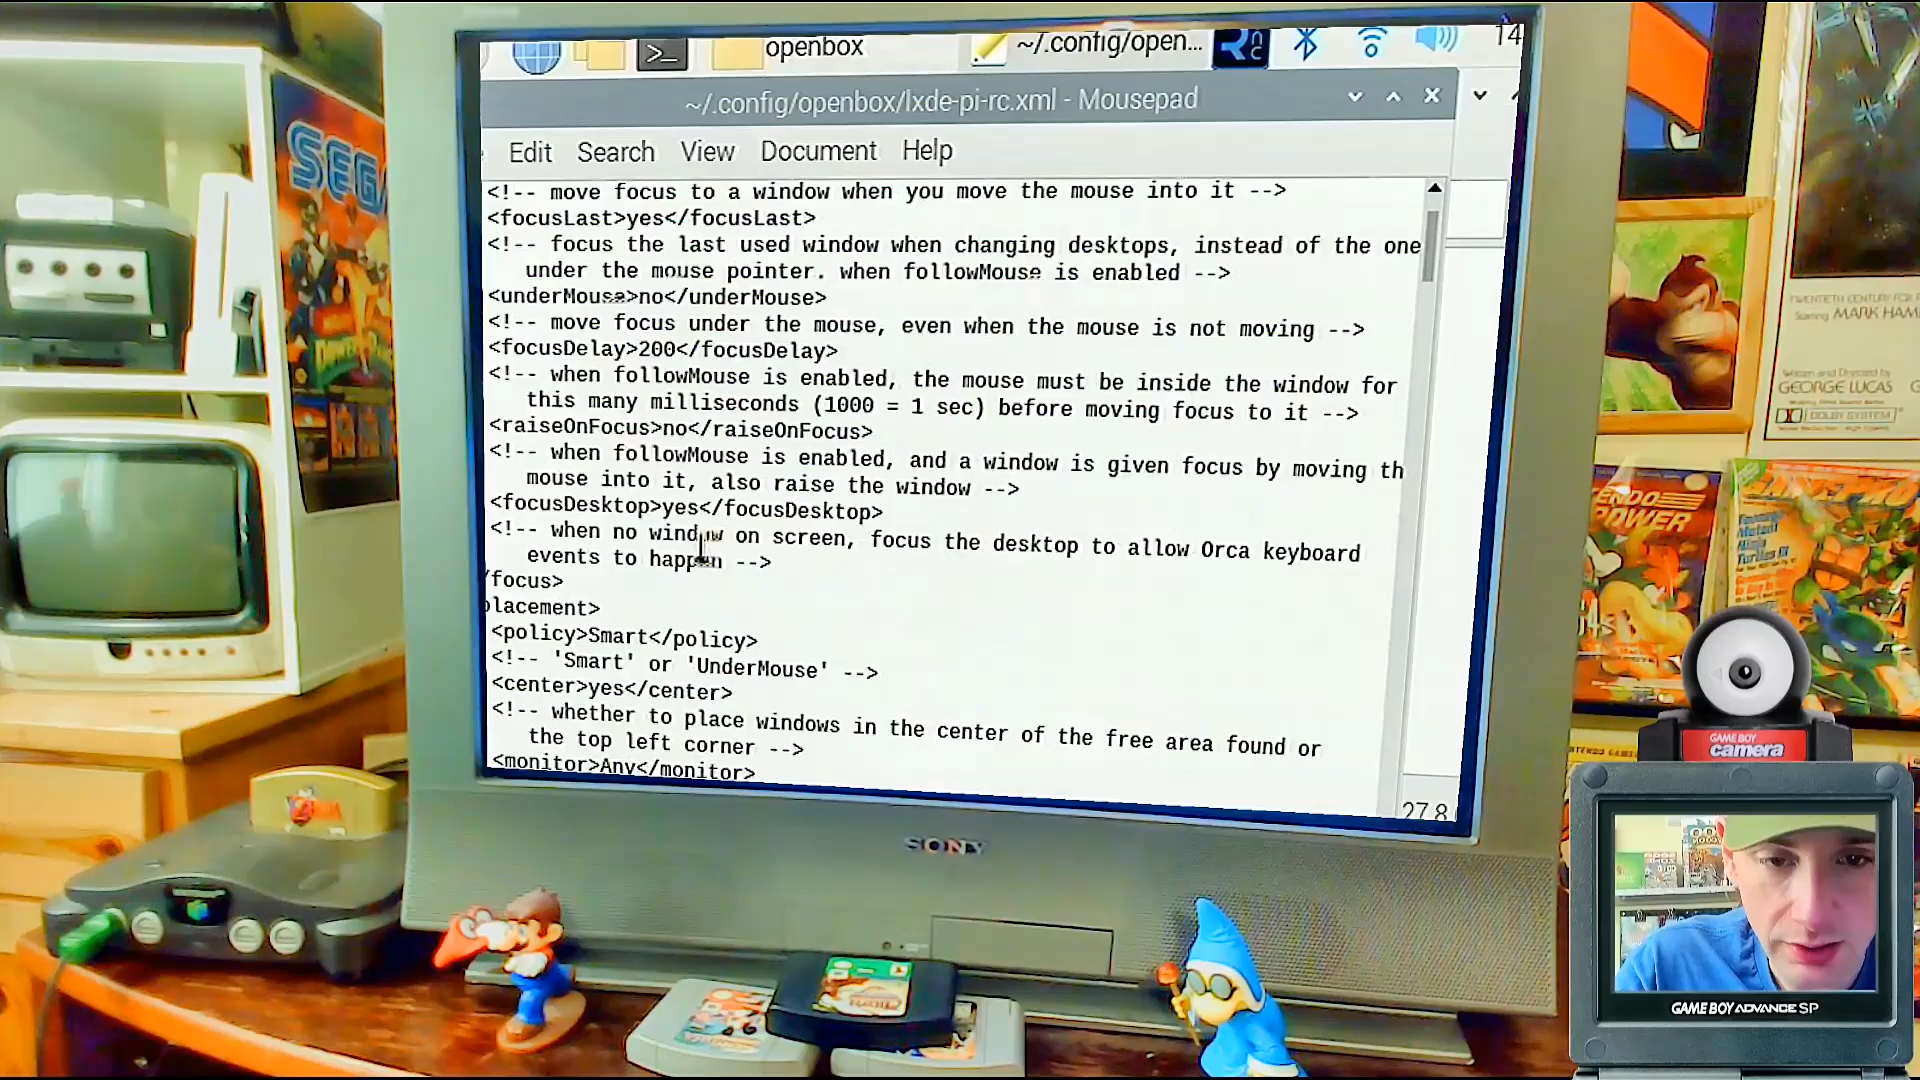 openbox
~/.config/open...
14
~/.config/openbox/lxde-pi-rc.xml - Mousepad
Edit Search View Document Help
<!-- move focus to a window when you move the mouse into it -->
<focusLast>yes</focusLast>
<!-- focus the last used window when changing desktops, instead of the one
under the mouse pointer. when followMouse is enabled -->
<underMouse>no</underMouse>
<!-- move focus under the mouse, even when the mouse is not moving -->
<focusDelay>200</focusDelay>
<!-- when followMouse is enabled, the mouse must be inside the window for
this many milliseconds (1000 = 1 sec) before moving focus to it -->
<raiseOnFocus>no</raiseOnFocus>
<!-- when followMouse is enabled, and a window is given focus by moving th
mouse into it, also raise the window -->
<focusDesktop>yes</focusDesktop>
<!-- when no window on screen, focus the desktop to allow Orca keyboard
events to happen -->
/focus>
placement>
<policy>Smart</policy>
<!-- 'Smart' or 'UnderMouse' -->
<center>yes</center>
<!-- whether to place windows in the center of the free area found or
the top left corner -->
<monitor>Any</monitor>
27.8
SONY
SEGA
MARK HAM
GEORGE LUCAS
DOLBY SYSTEM
NINTENDO
POWER
GAME BOY
camera
GAME BOY ADVANCE SP